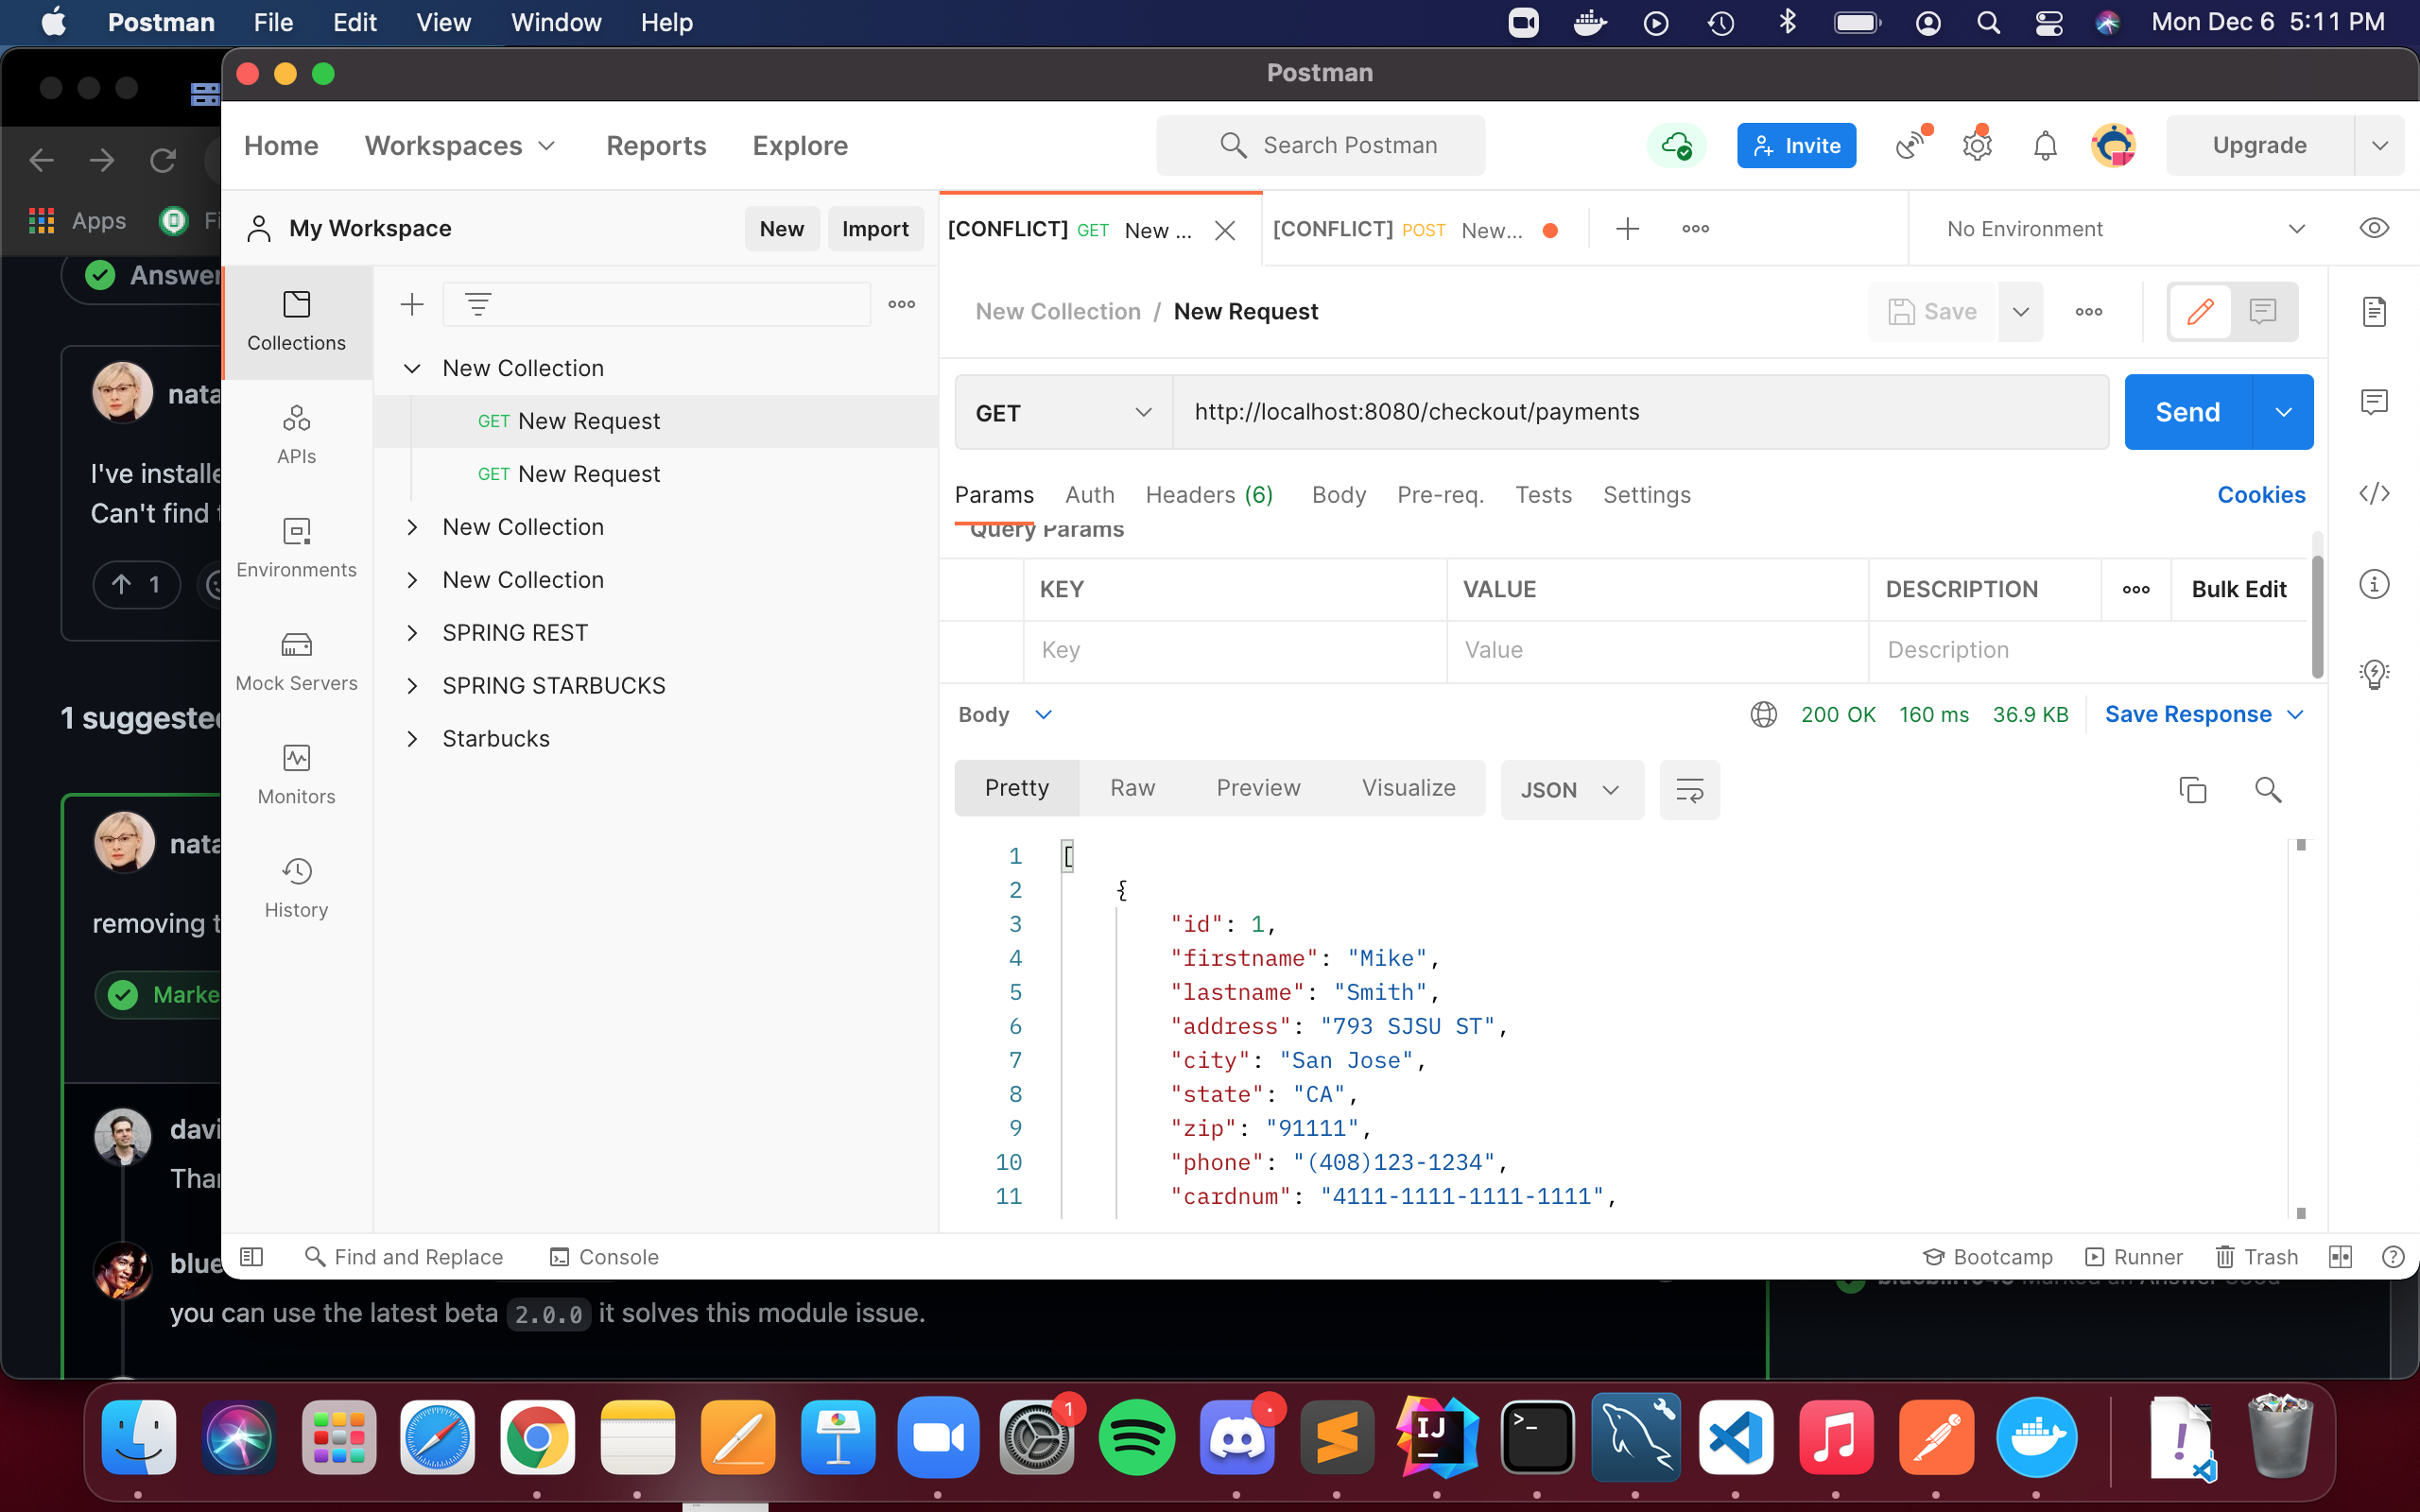 Postman File Edit View Window Help Mon Dec 6 5:11 PM
Postman
Home Workspaces Reports Explore Search Postman Invite Upgrade
My Workspace New Import [CONFLICT] GET New ... [CONFLICT] POST New... No Environment
Collections
APIs
Environments
Mock Servers
Monitors
History
New Collection
GET New Request
GET New Request
New Collection
New Collection
SPRING REST
SPRING STARBUCKS
Starbucks
New Collection / New Request Save
GET http://localhost:8080/checkout/payments Send
Params Auth Headers (6) Body Pre-req. Tests Settings Cookies
Query Params
KEY VALUE DESCRIPTION Bulk Edit
Key Value Description
Body 200 OK 160 ms 36.9 KB Save Response
Pretty Raw Preview Visualize JSON
1 [
2 {
3 "id": 1,
4 "firstname": "Mike",
5 "lastname": "Smith",
6 "address": "793 SJSU ST",
7 "city": "San Jose",
8 "state": "CA",
9 "zip": "91111",
10 "phone": "(408)123-1234",
11 "cardnum": "4111-1111-1111-1111",
Find and Replace Console Bootcamp Runner Trash
Apps Fi
Answer
nata
I've installe
Can't find
1
1 suggested
nata
removing t
Marke
davi
Than
blue
you can use the latest beta 2.0.0 it solves this module issue.
1
IJ